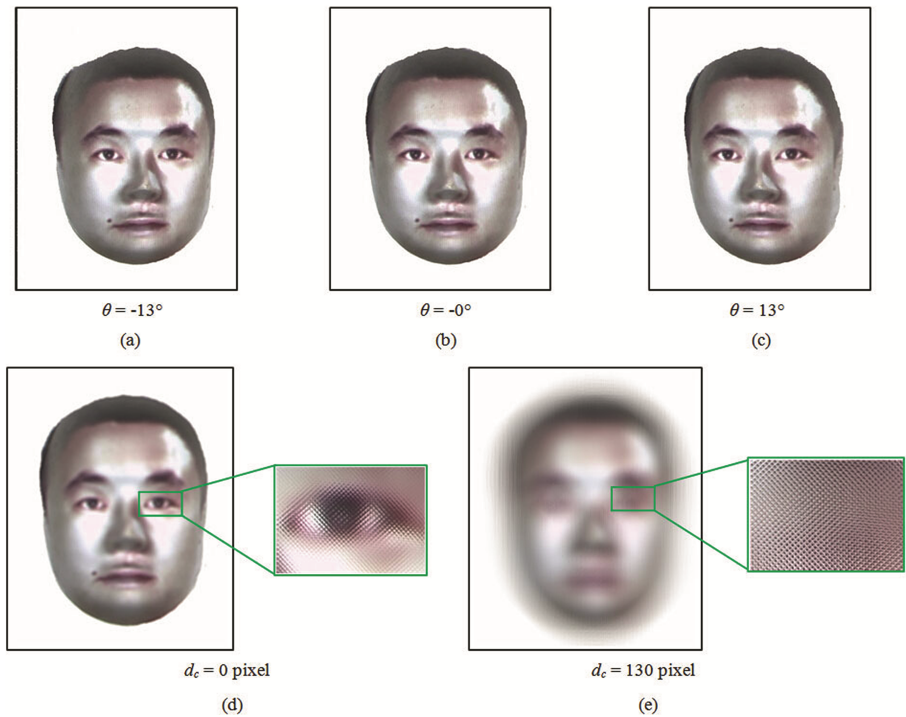 θ = -13°
θ = -0°
θ = 13°
(a)
(b)
(c)
d_c = 0 pixel
d_c = 130 pixel
(d)
(e)